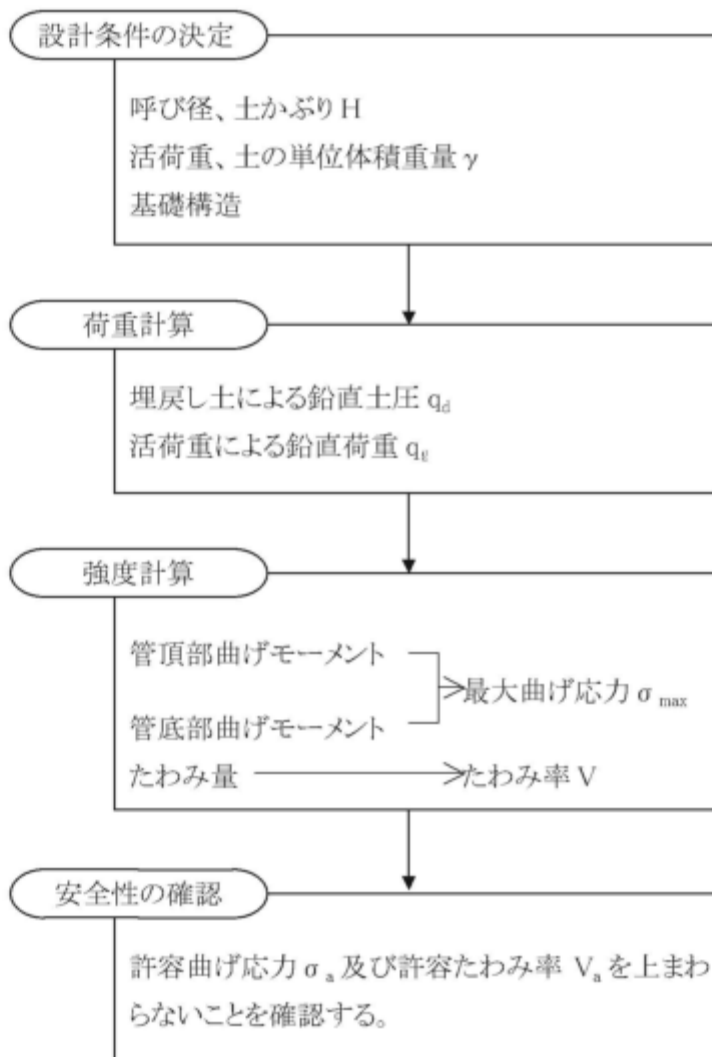 設計条件の決定
呼び径、土かぶり H
活荷重、土の単位体積重量 γ
基礎構造
荷重計算
埋戻し土による鉛直土圧 qd
活荷重による鉛直荷重 qℓ
強度計算
管頂部曲げモーメント
最大曲げ応力 σmax
管底部曲げモーメント
たわみ量
たわみ率 V
安全性の確認
許容曲げ応力 σa 及び許容たわみ率 Va を上まわ
らないことを確認する。